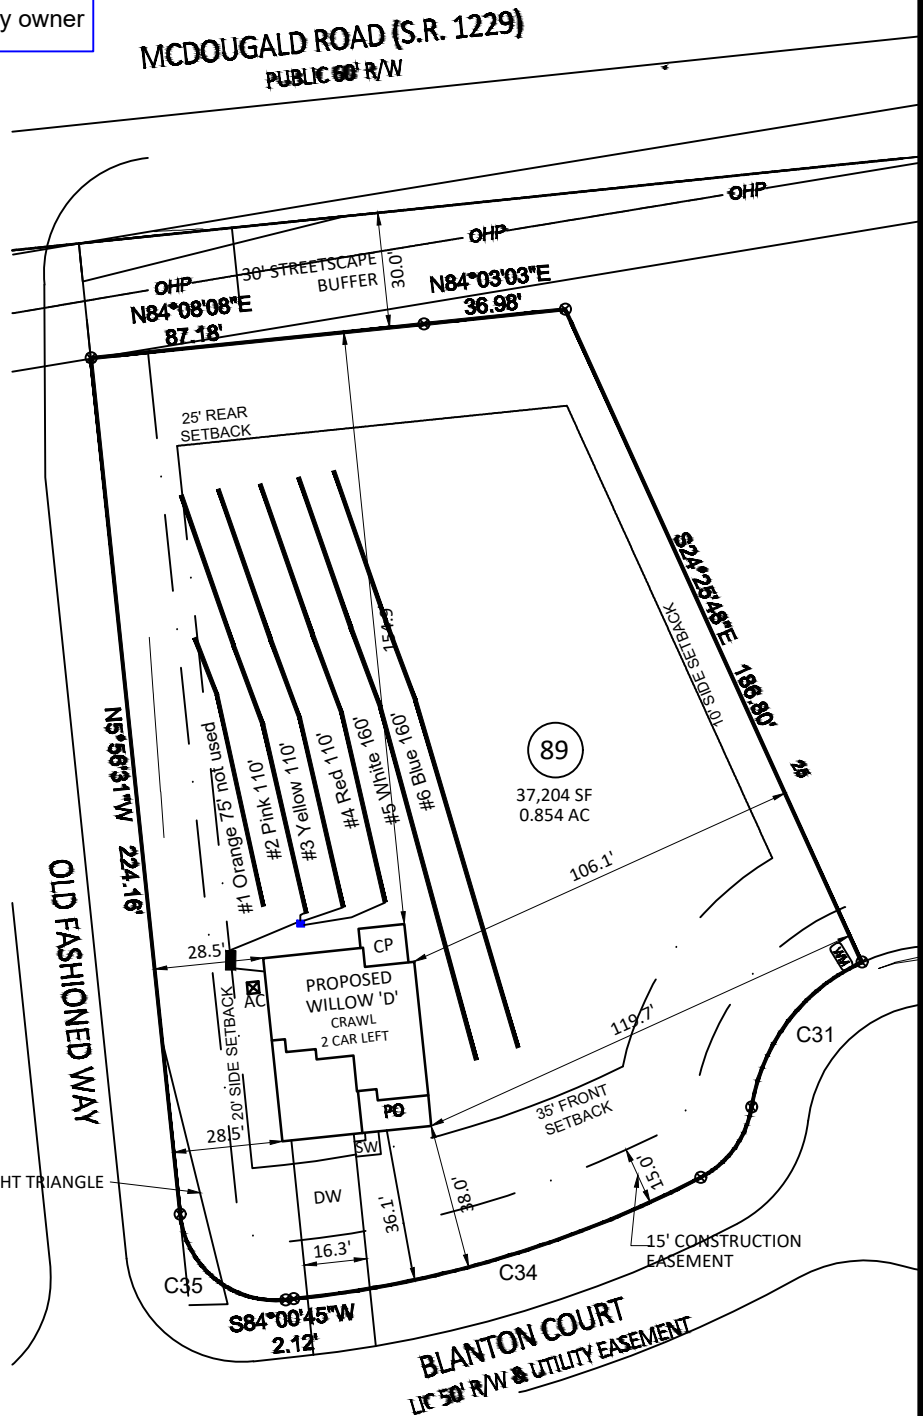 y owner
MCDOUGALD ROAD (S.R. 1229)
PUBLIC 60' R/W
OHP
OHP
OHP
30' STREETSCAPE
BUFFER
30.0'
N84°08'08"E
87.18'
N84°03'03"E
36.98'
25' REAR
SETBACK
154.9'
S24°25'48"E 186.80'
10' SIDE SETBACK
25
N5°56'31"W 224.16'
#1 Orange 75' not used
#2 Pink 110'
#3 Yellow 110'
#4 Red 110'
#5 White 160'
#6 Blue 160'
89
37,204 SF
0.854 AC
106.1'
OLD FASHIONED WAY
28.5'
CP
AC
PROPOSED
WILLOW 'D'
CRAWL
2 CAR LEFT
WM
119.7'
C31
20' SIDE SETBACK
PO
35' FRONT
SETBACK
28.5'
SW
HT TRIANGLE
DW
36.1'
38.0'
15.0'
16.3'
15' CONSTRUCTION
EASEMENT
C35
C34
S84°00'45"W
2.12'
BLANTON COURT
LIC 50' R/W & UTILITY EASEMENT